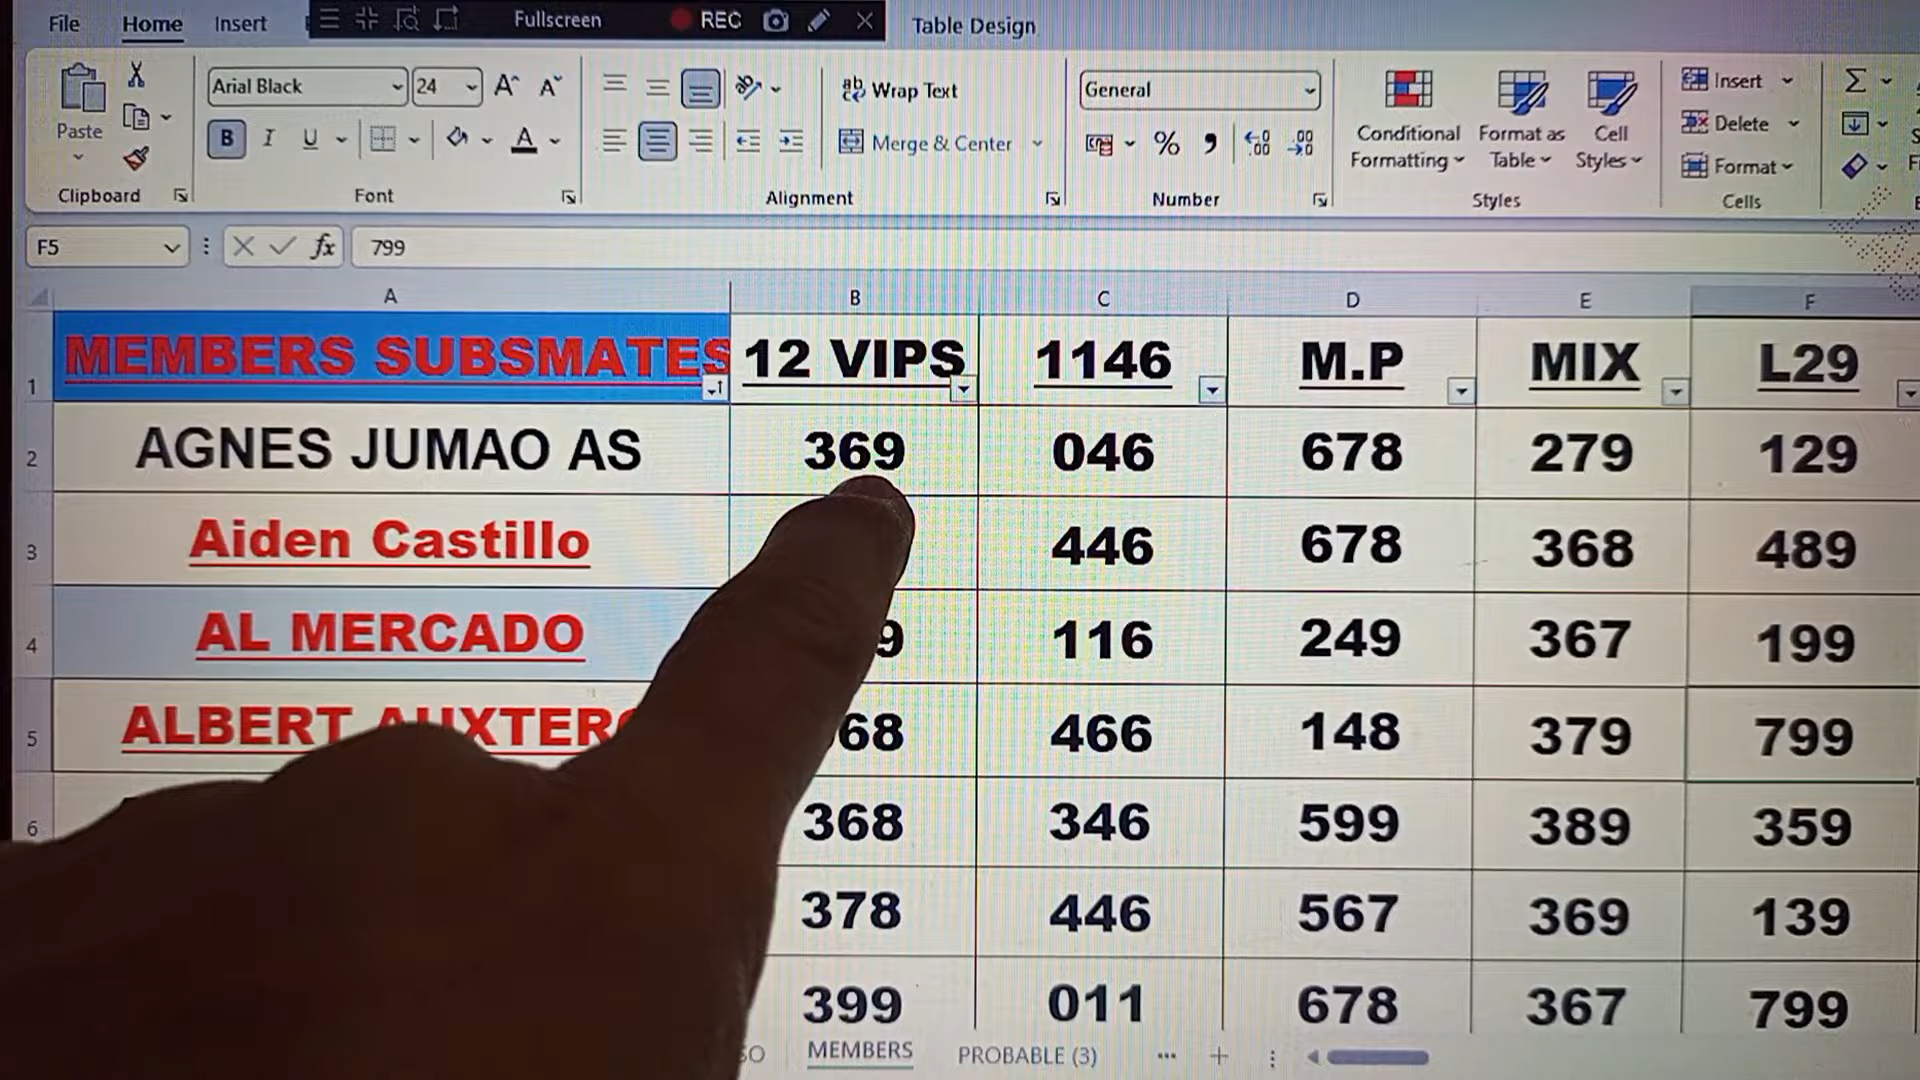 File Home Insert Fullscreen REC Table Design
Arial Black 24 Wrap Text General Insert
Paste B I U A Merge & Center % Conditional Formatting Format as Table Cell Styles Delete
Format
Clipboard Font Alignment Number Styles Cells
F5 fx 799
A B C D E F
1 MEMBERS SUBSMATES 12 VIPS 1146 M.P MIX L29
2 AGNES JUMAO AS 369 046 678 279 129
3 Aiden Castillo 446 678 368 489
4 AL MERCADO 9 116 249 367 199
5 ALBERT 68 466 148 379 799
6 368 346 599 389 359
378 446 567 369 139
399 011 678 367 799
MEMBERS PROBABLE (3)